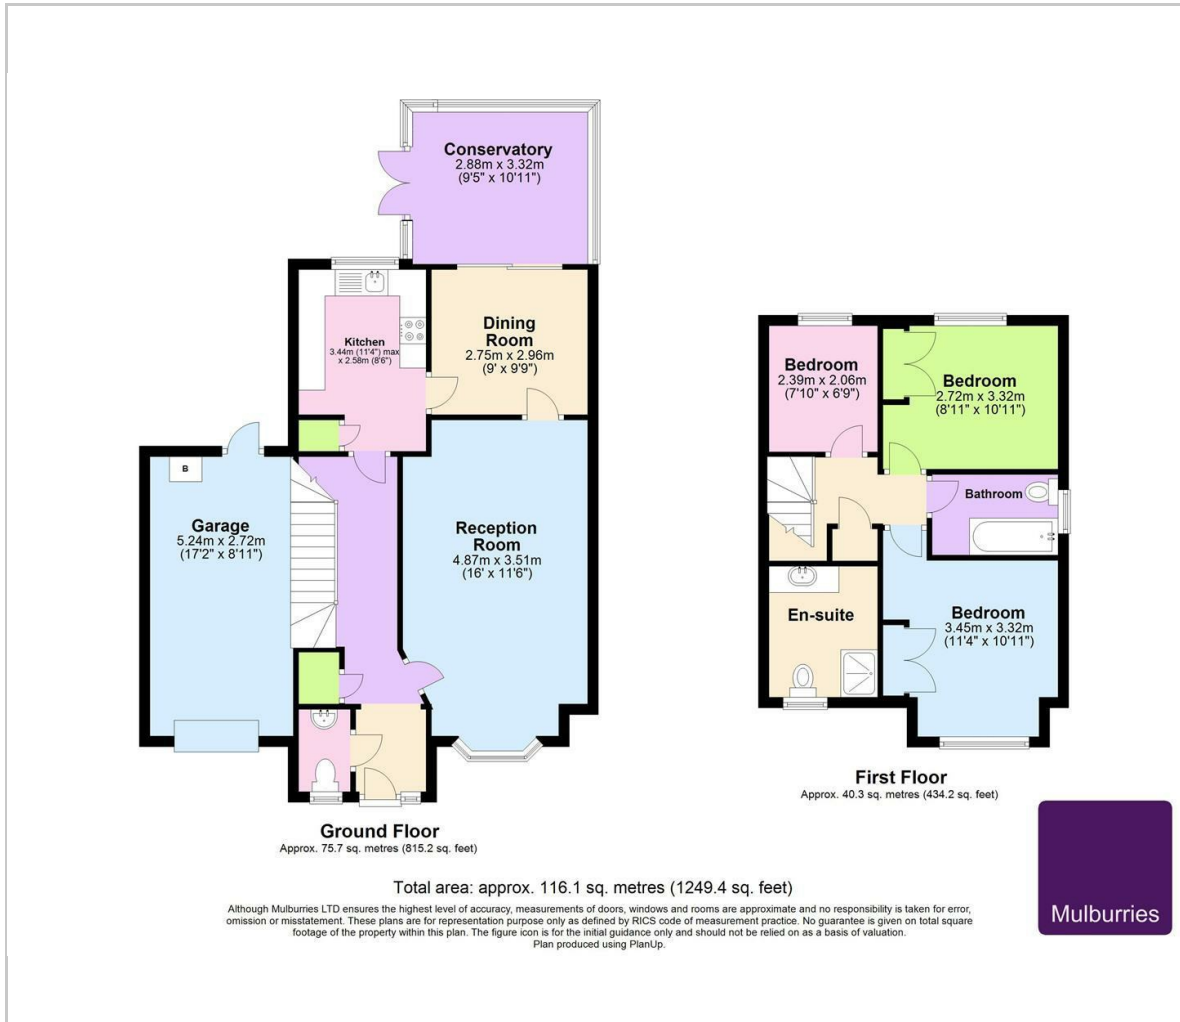 Conservatory
2.88m x 3.32m
(9'5" x 10'11")
Kitchen
3.44m (11'4") max
x 2.58m (8'6")
Dining
Room
2.75m x 2.96m
(9' x 9'9")
B
Garage
5.24m x 2.72m
(17'2" x 8'11")
Reception
Room
4.87m x 3.51m
(16' x 11'6")
Ground Floor
Approx. 75.7 sq. metres (815.2 sq. feet)
Bedroom
2.39m x 2.06m
(7'10" x 6'9")
Bedroom
2.72m x 3.32m
(8'11" x 10'11")
Bathroom
En-suite
Bedroom
3.45m x 3.32m
(11'4" x 10'11")
First Floor
Approx. 40.3 sq. metres (434.2 sq. feet)
Total area: approx. 116.1 sq. metres (1249.4 sq. feet)
Although Mulburries LTD ensures the highest level of accuracy, measurements of doors, windows and rooms are approximate and no responsibility is taken for error,
omission or misstatement. These plans are for representation purpose only as defined by RICS code of measurement practice. No guarantee is given on total square
footage of the property within this plan. The figure icon is for the initial guidance only and should not be relied on as a basis of valuation.
Plan produced using PlanUp.
Mulburries